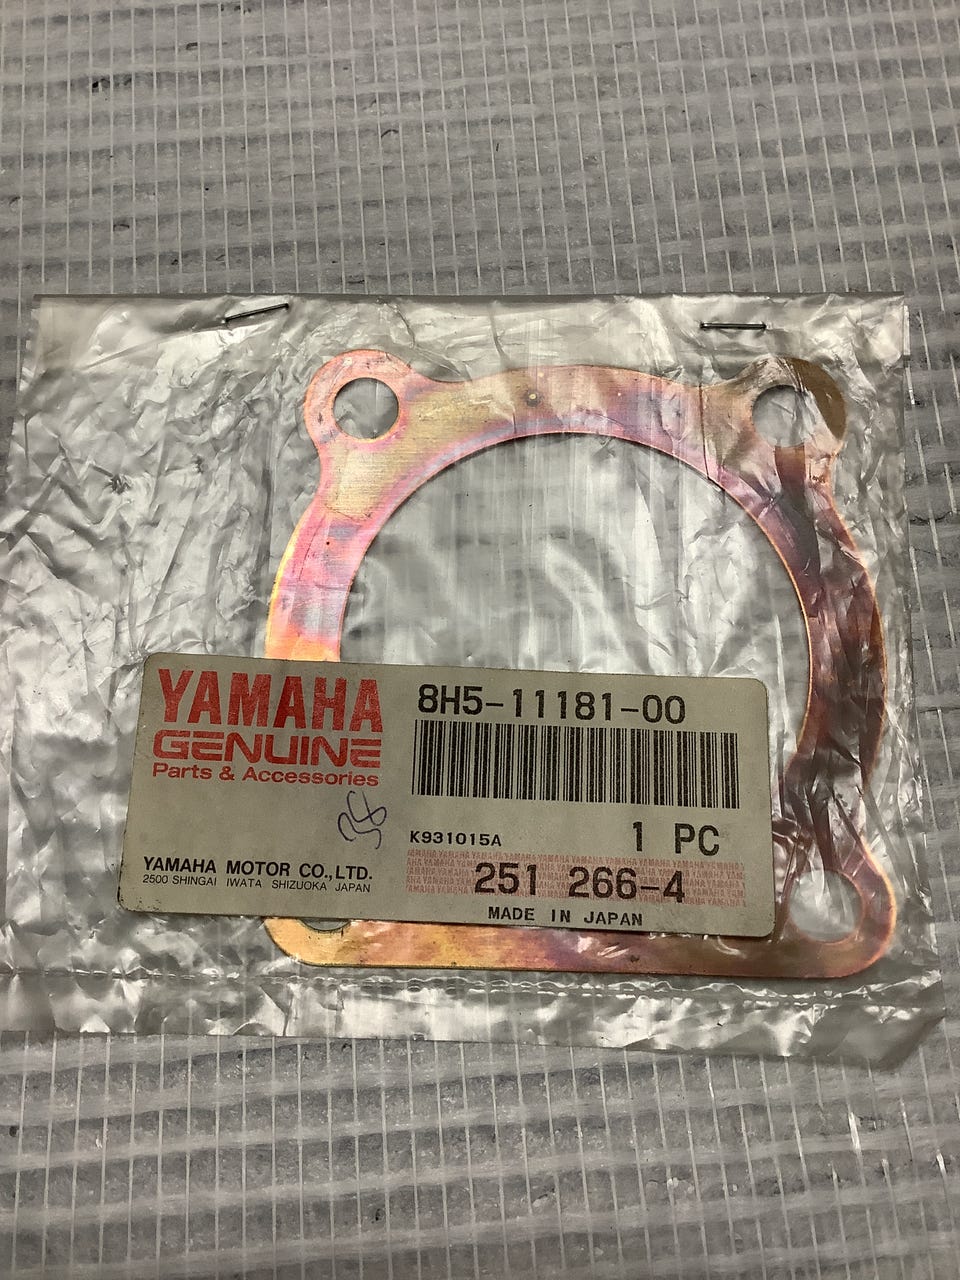 YAMAHA
GENUINE
Parts & Accessories
8H5-11181-00
K931015A
1 PC
YAMAHA MOTOR CO.,LTD.
2500 SHINGAI IWATA SHIZUOKA JAPAN
251 266-4
MADE IN JAPAN